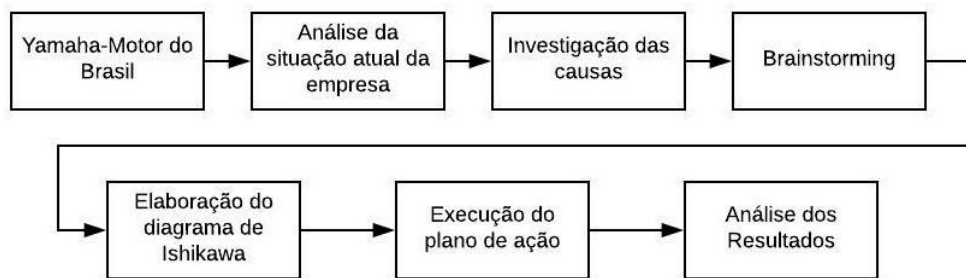 Yamaha-Motor do
Brasil
Análise da
situação atual da
empresa
Investigação das
causas
Brainstorming
Elaboração do
diagrama de
Ishikawa
Execução do
plano de ação
Análise dos
Resultados